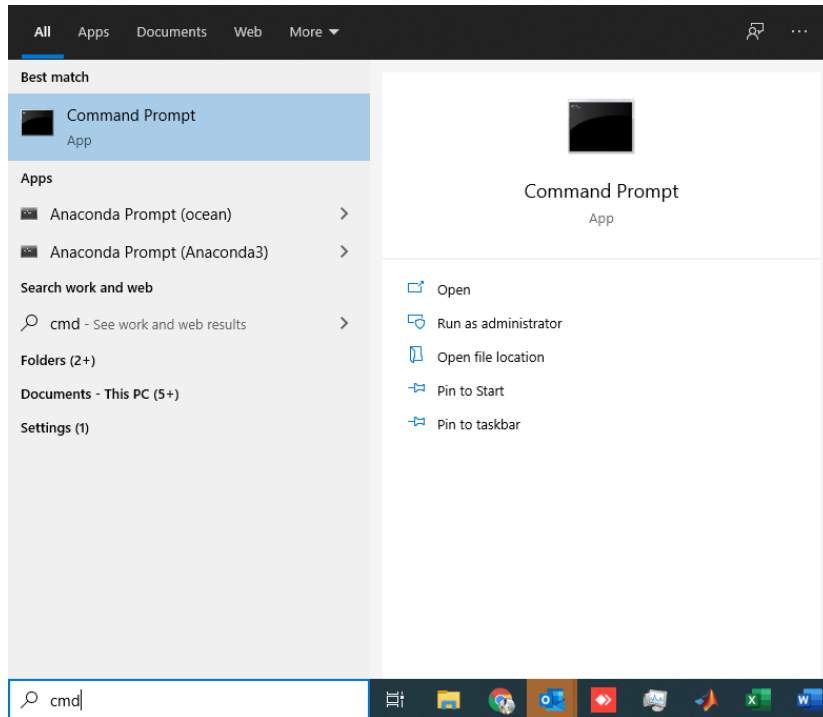 All Apps Documents Web More
Best match
Command Prompt
App
Apps
Anaconda Prompt (ocean)
Anaconda Prompt (Anaconda3)
Search work and web
cmd - See work and web results
Folders (2+)
Documents - This PC (5+)
Settings (1)
Command Prompt
App
Open
Run as administrator
Open file location
Pin to Start
Pin to taskbar
cmd